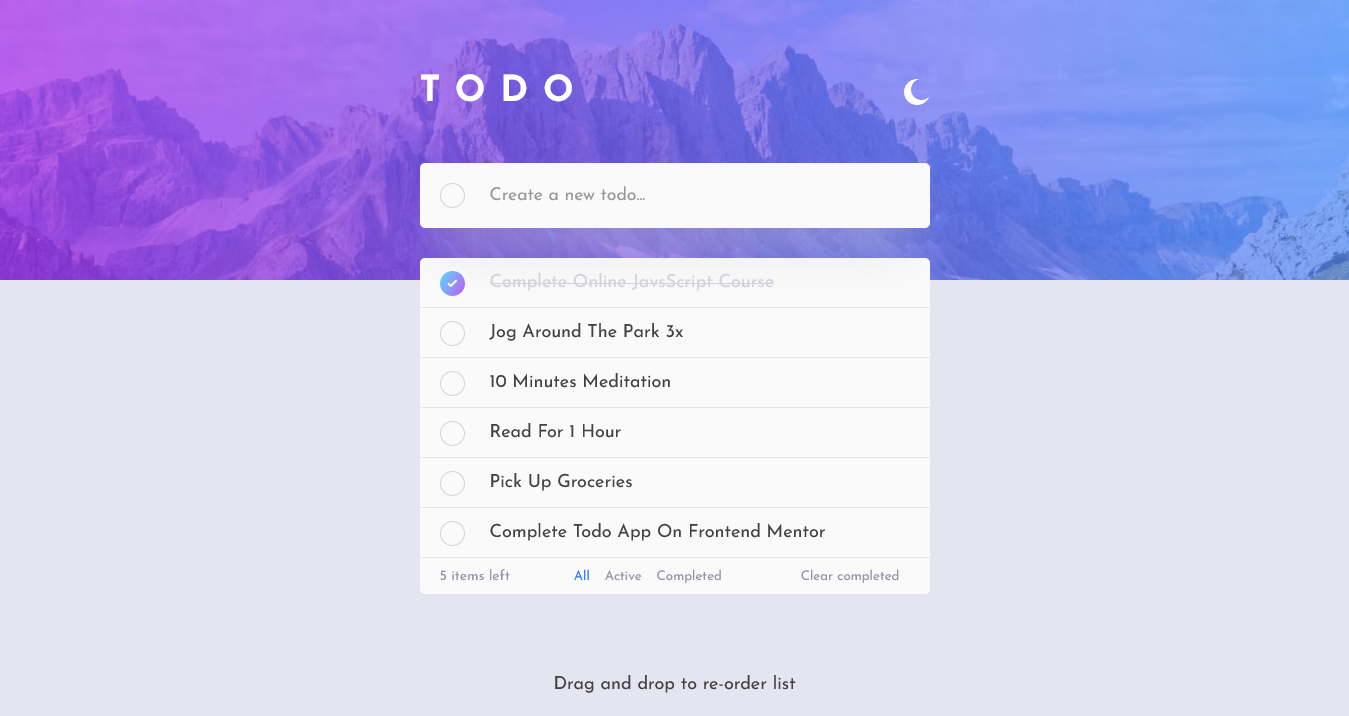 TODO
Create a new todo...
Complete Online JavsScript Course
Jog Around The Park 3x
10 Minutes Meditation
Read For 1 Hour
Pick Up Groceries
Complete Todo App On Frontend Mentor
5 items left All Active Completed Clear completed
Drag and drop to re-order list